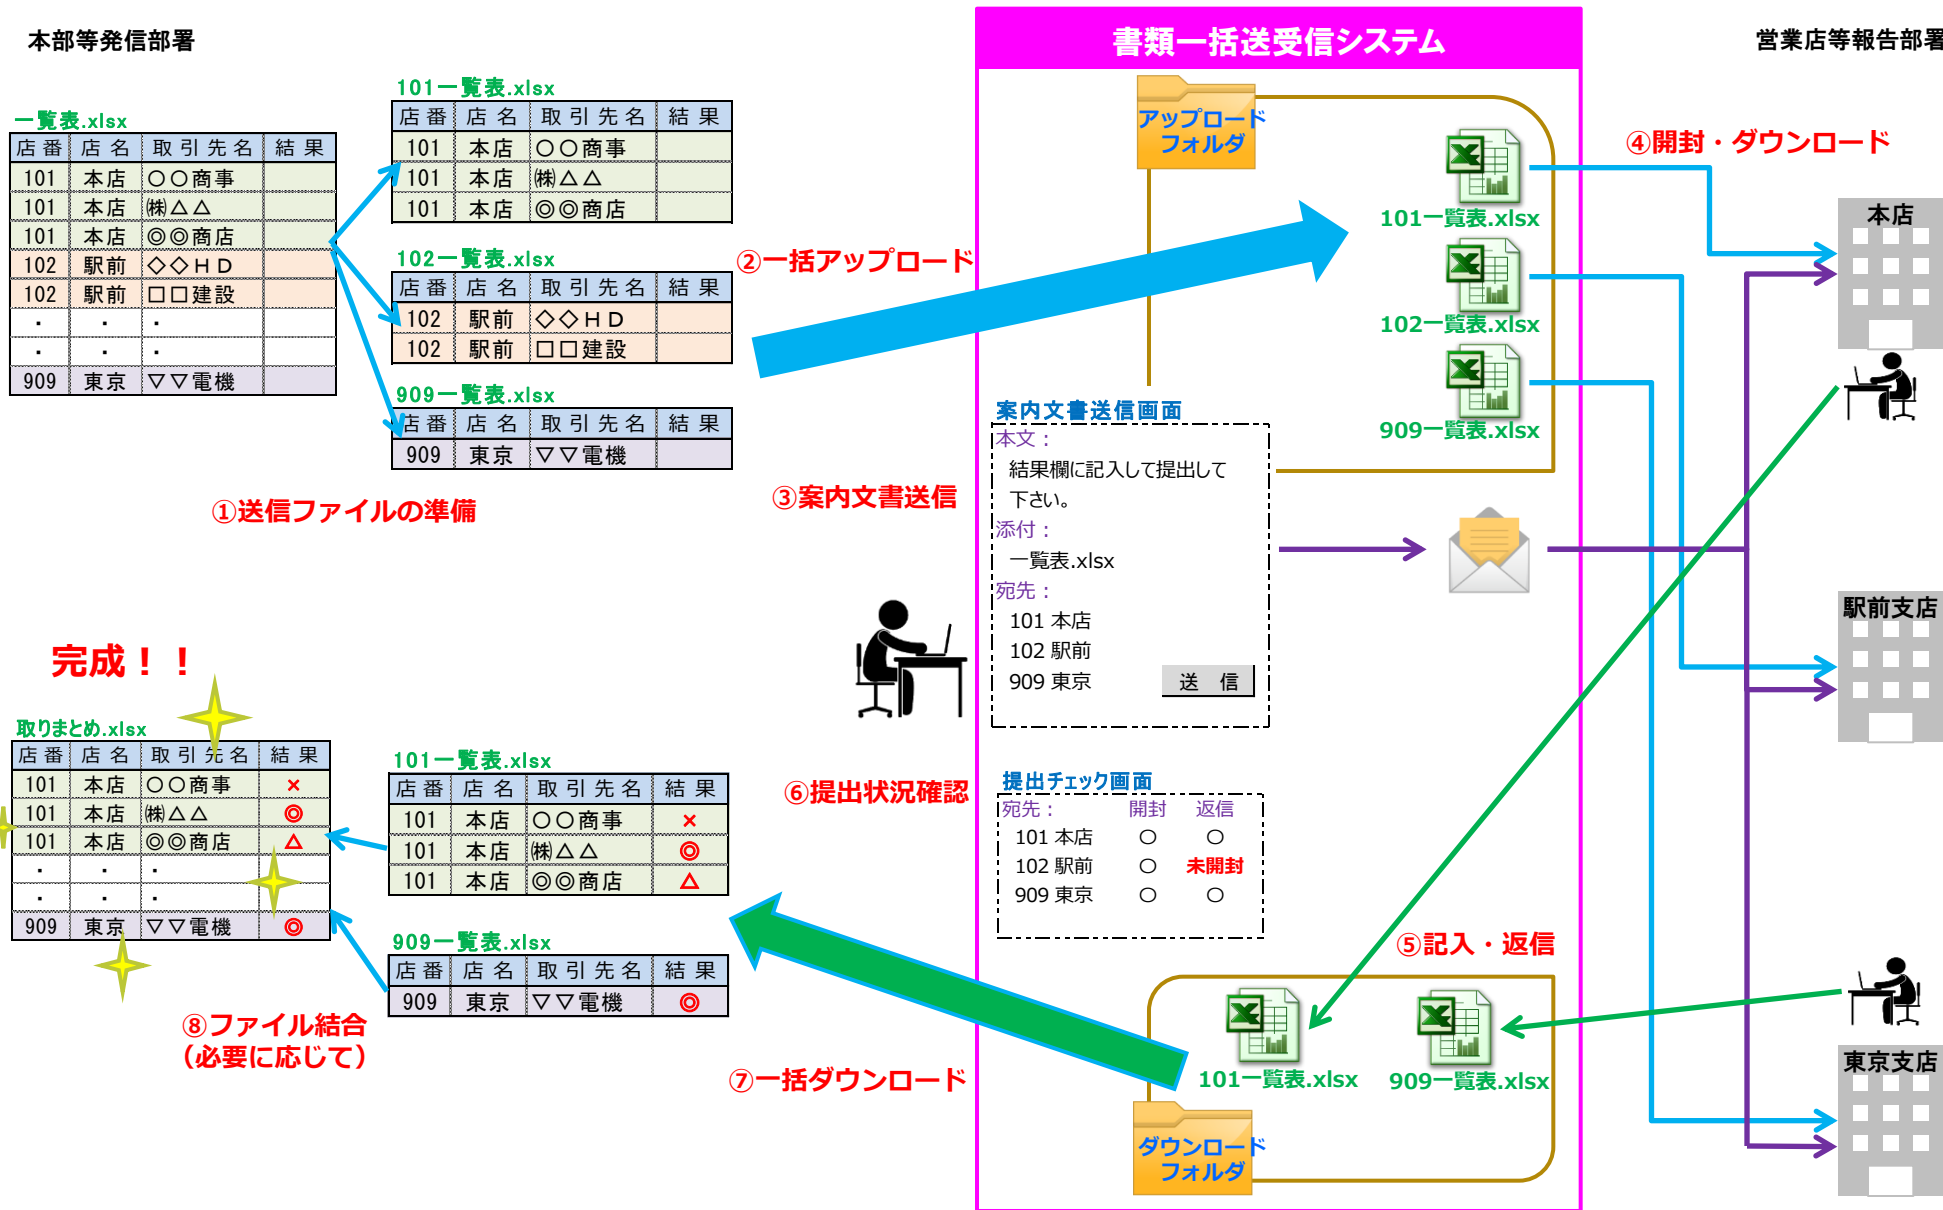 本部等発信部署
書類一括送受信システム
営業店等報告部署
一覧表.xlsx
店番 店名 取引先名 結果
101 本店 〇〇商事
101 本店 ㈱△△
101 本店 ◎◎商店
102 駅前 ◇◇ＨＤ
102 駅前 □□建設
・ ・ ・
・ ・ ・
909 東京 ▽▽電機
101一覧表.xlsx
店番 店名 取引先名 結果
101 本店 〇〇商事
101 本店 ㈱△△
101 本店 ◎◎商店
102一覧表.xlsx
店番 店名 取引先名 結果
102 駅前 ◇◇ＨＤ
102 駅前 □□建設
909一覧表.xlsx
店番 店名 取引先名 結果
909 東京 ▽▽電機
①送信ファイルの準備
②一括アップロード
アップロード
フォルダ
101一覧表.xlsx
102一覧表.xlsx
909一覧表.xlsx
③案内文書送信
案内文書送信画面
本文：
結果欄に記入して提出して
下さい。
添付：
一覧表.xlsx
宛先：
101 本店
102 駅前
909 東京
送　信
④開封・ダウンロード
本店
駅前支店
東京支店
⑤記入・返信
⑥提出状況確認
提出チェック画面
宛先： 開封 返信
101 本店 〇 〇
102 駅前 〇 未開封
909 東京 〇 〇
101一覧表.xlsx
909一覧表.xlsx
ダウンロード
フォルダ
⑦一括ダウンロード
101一覧表.xlsx
店番 店名 取引先名 結果
101 本店 〇〇商事 ×
101 本店 ㈱△△ ◎
101 本店 ◎◎商店 △
909一覧表.xlsx
店番 店名 取引先名 結果
909 東京 ▽▽電機 ◎
⑧ファイル結合
（必要に応じて）
完成！！
取りまとめ.xlsx
店番 店名 取引先名 結果
101 本店 〇〇商事 ×
101 本店 ㈱△△ ◎
101 本店 ◎◎商店 △
・ ・ ・
・ ・ ・
909 東京 ▽▽電機 ◎